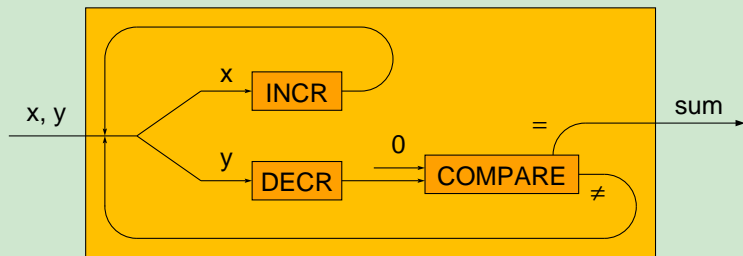 x
INCR
x, y
=
sum
y
0
DECR
COMPARE
≠